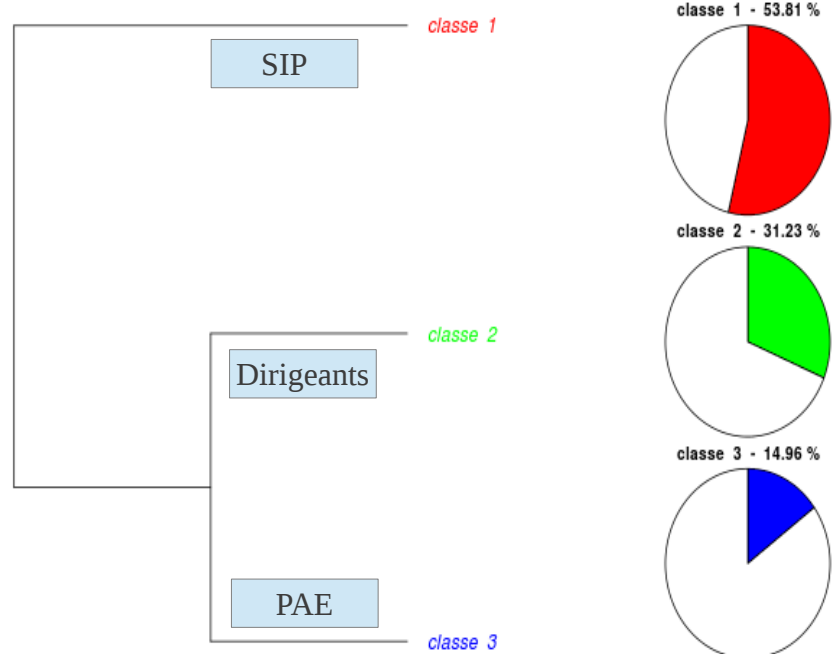 classe 1 - 53.81 %
classe 1
SIP
classe 2 - 31.23 %
classe 2
Dirigeants
classe 3 - 14.96 %
PAE
classe 3